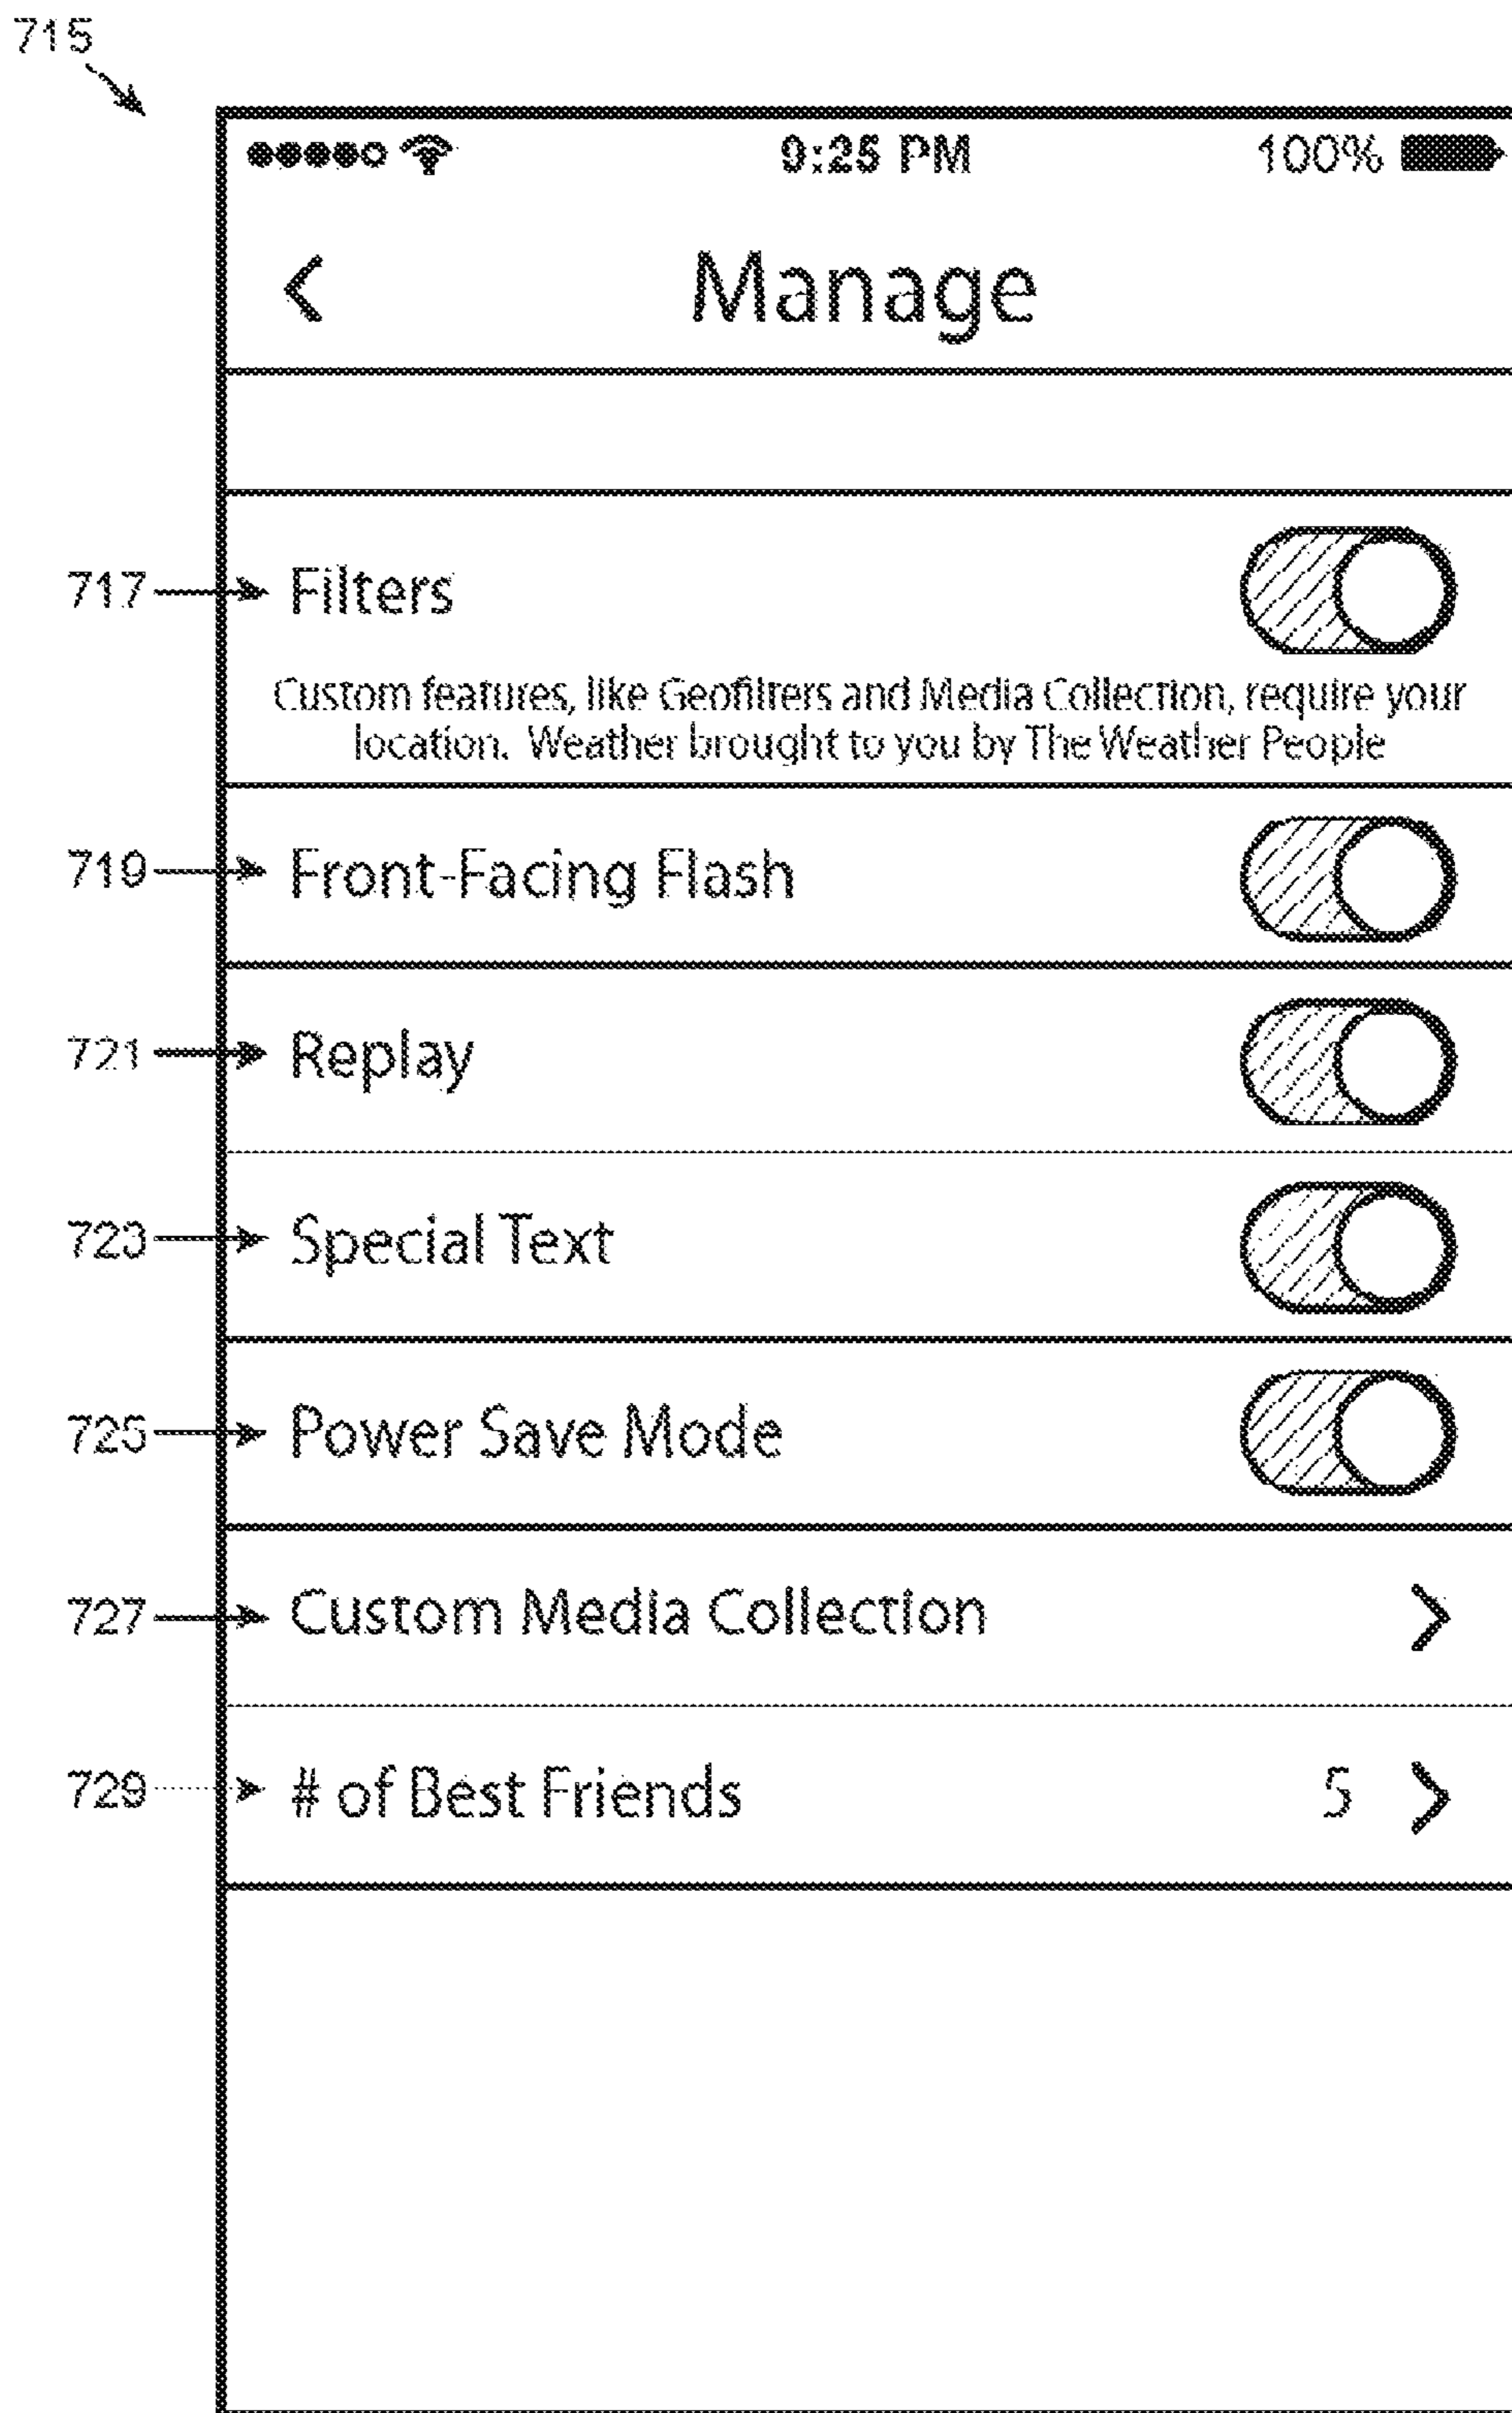 715
9:25 PM 100%
Manage
717 Filters
Custom features, like Geofilters and Media Collection, require your
location. Weather brought to you by The Weather People
719 Front-Facing Flash
721 Replay
723 Special Text
725 Power Save Mode
727 Custom Media Collection
729 # of Best Friends 5